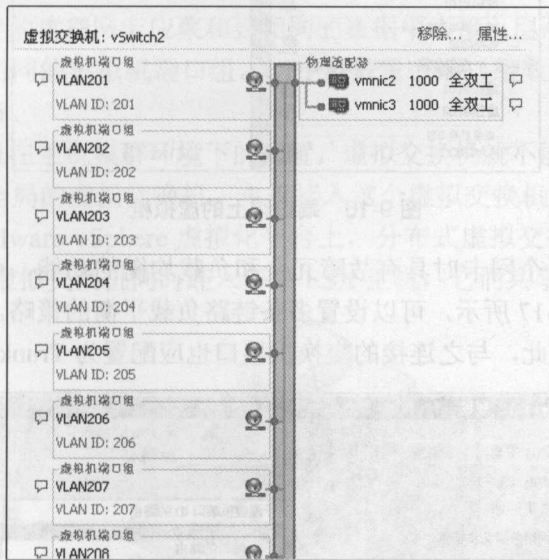 虚拟交换机: vSwitch2 移除... 属性...
虚拟机端口组 物理适配器
VLAN201 vmnic2 1000 全双工
VLAN ID: 201 vmnic3 1000 全双工
虚拟机端口组
VLAN202
VLAN ID: 202
虚拟机端口组
VLAN203
VLAN ID: 203
虚拟机端口组
VLAN204
VLAN ID: 204
虚拟机端口组
VLAN205
VLAN ID: 205
虚拟机端口组
VLAN206
VLAN ID: 206
虚拟机端口组
VLAN207
VLAN ID: 207
虚拟机端口组
VLAN208